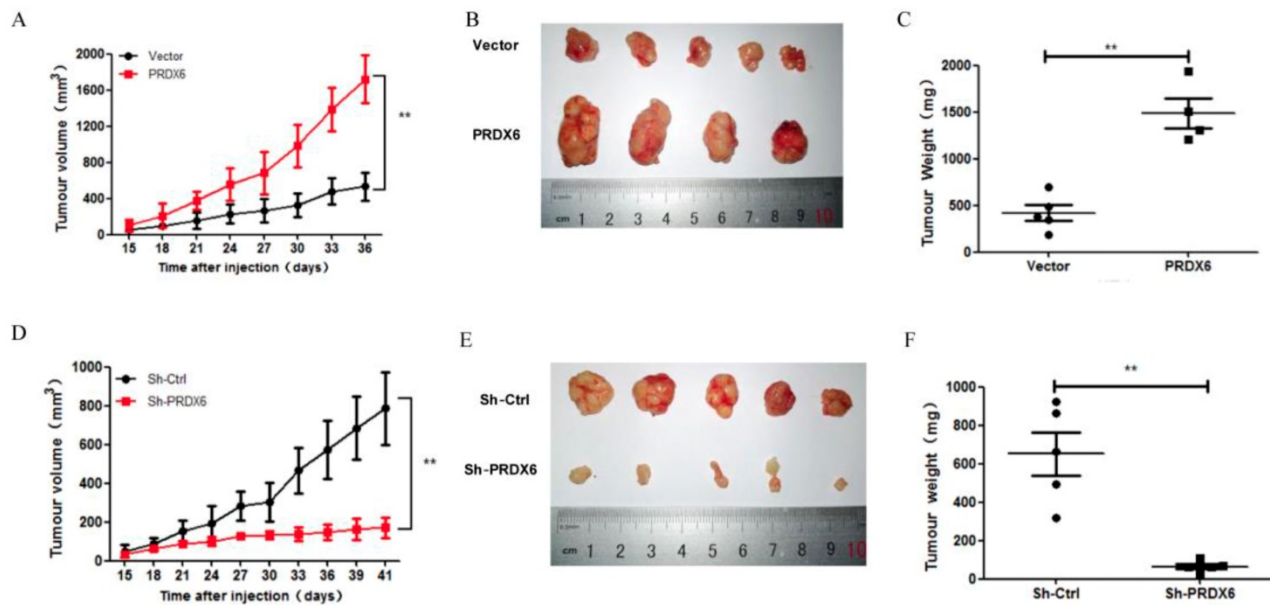 A
Tumour volume (mm³)
2000
1600
1200
800
400
0
Vector
PRDX6
**
15 18 21 24 27 30 33 36
Time after injection (days)
B
Vector
PRDX6
0.5mm
cm 1 2 3 4 5 6 7 8 9 10
C
Tumour Weight (mg)
**
2000
1500
1000
500
0
Vector PRDX6
D
Tumour volume (mm³)
1000
800
600
400
200
0
Sh-Ctrl
Sh-PRDX6
**
15 18 21 24 27 30 33 36 39 41
Time after injection (days)
E
Sh-Ctrl
Sh-PRDX6
0.5mm
cm 1 2 3 4 5 6 7 8 9 10
F
Tumour weight (mg)
**
1000
800
600
400
200
0
Sh-Ctrl Sh-PRDX6